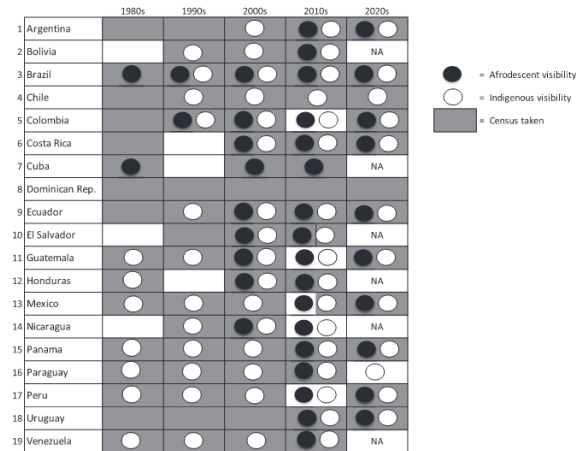 1980s 1990s 2000s 2010s 2020s
1 Argentina
2 Bolivia NA
3 Brazil
4 Chile
5 Colombia
6 Costa Rica
7 Cuba NA
8 Dominican Rep.
9 Ecuador
10 El Salvador NA
11 Guatemala
12 Honduras NA
13 Mexico
14 Nicaragua NA
15 Panama
16 Paraguay
17 Peru
18 Uruguay
19 Venezuela NA
= Afrodescent visibility
= Indigenous visibility
= Census taken